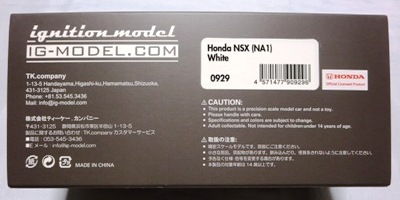 ignition model
IG-MODEL.COM
TK.company
1-13-5 Handayama,Higashi-ku,Hamamatsu,Shizuoka,
431-3125 Japan
Phone: +81.53.545.3436
Mail: info@ig-model.com
株式会社ティーケー．カンパニー
〒431-3125 静岡県浜松市東区半田山 1-13-5
製品に関するお問い合わせ TK.company カスタマーサービス
■電話 053-545-3436
■E メール info@ig-model.com
MADE IN CHINA
Honda NSX (NA1)
White
0929
4 571477 909295
HONDA
Official Licensed Product
CAUTION:
* This product is a precision scale model car and not a toy.
* Please handle with care.
* Specifications and colors are subject to change.
* Adult collectable. Not intended for children under 14 years of age.
取扱の注意: